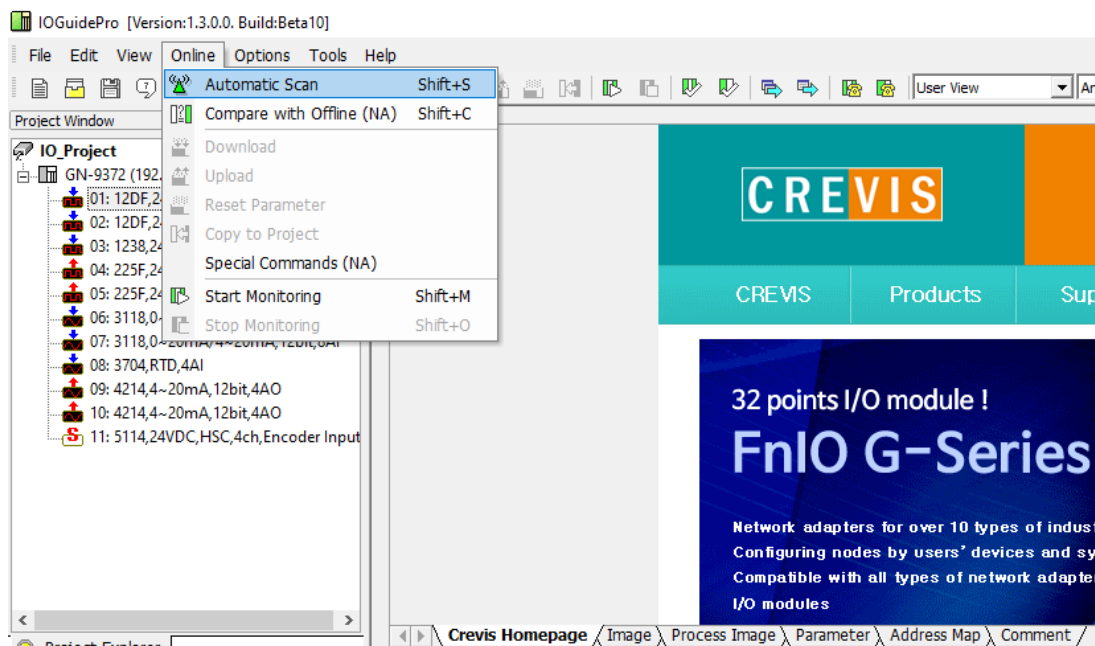 IOGuidePro [Version:1.3.0.0. Build:Beta10]
File Edit View Online Options Tools Help
User View
Project Window
Automatic Scan Shift+S
Compare with Offline (NA) Shift+C
Download
Upload
Reset Parameter
Copy to Project
Special Commands (NA)
Start Monitoring Shift+M
Stop Monitoring Shift+O
IO_Project
GN-9372 (192.
01: 12DF,2
02: 12DF,2
03: 1238,24
04: 225F,24
05: 225F,24
06: 3118,0~
07: 3118,0~20mA/4~20mA,12bit,8AI
08: 3704,RTD,4AI
09: 4214,4~20mA,12bit,4AO
10: 4214,4~20mA,12bit,4AO
11: 5114,24VDC,HSC,4ch,Encoder Input
Project Explorer
CREVIS
CREVIS Products Sup
32 points I/O module !
FnIO G-Series
Network adapters for over 10 types of indus
Configuring nodes by users' devices and sy
Compatible with all types of network adapte
I/O modules
Crevis Homepage Image Process Image Parameter Address Map Comment